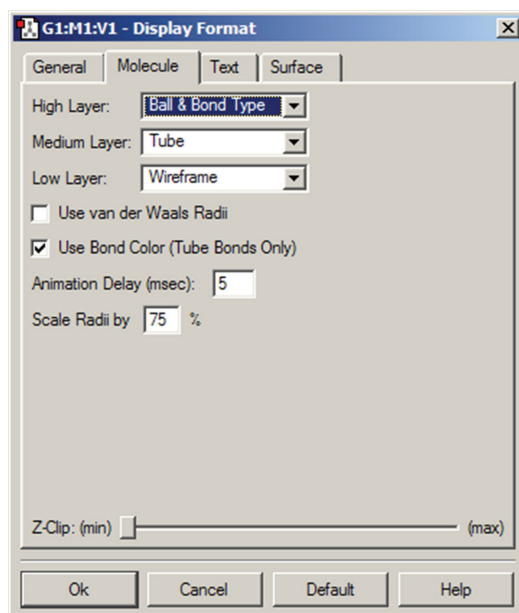 G1:M1:V1 - Display Format
General Molecule Text Surface
High Layer: Ball & Bond Type
Medium Layer: Tube
Low Layer: Wireframe
Use van der Waals Radii
Use Bond Color (Tube Bonds Only)
Animation Delay (msec): 5
Scale Radii by 75 %
Z-Clip: (min) (max)
Ok Cancel Default Help